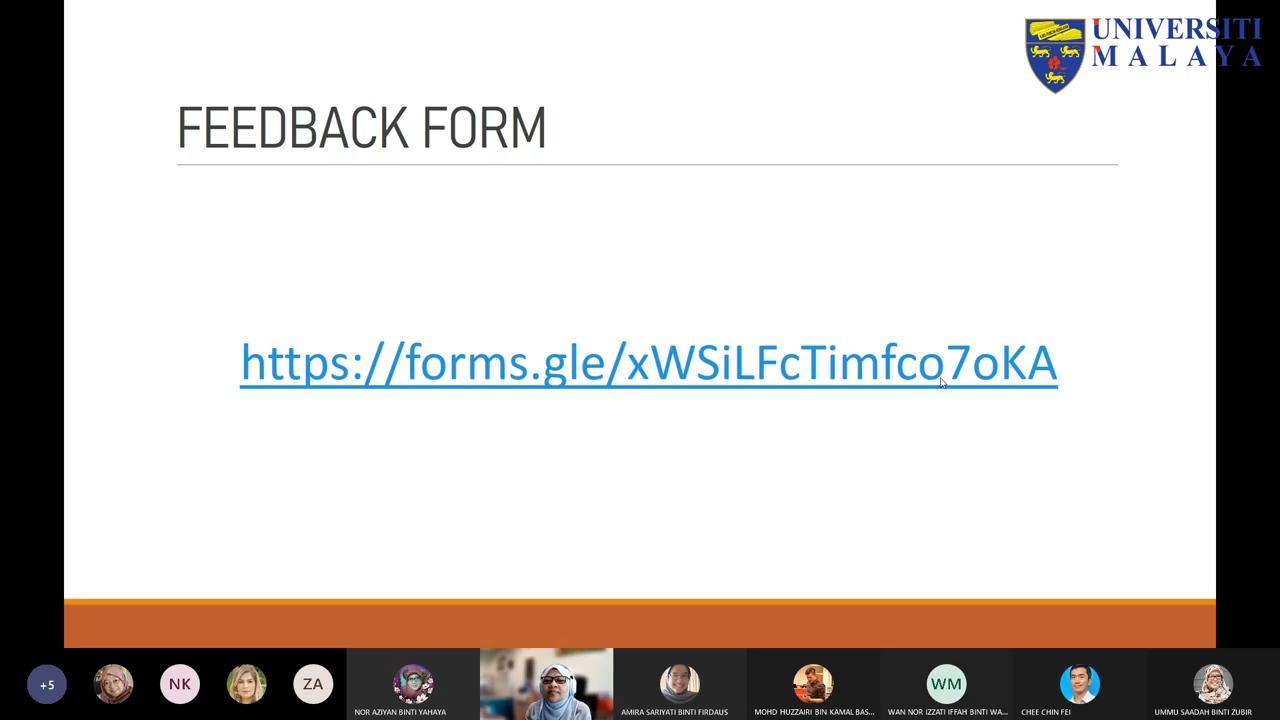 UNIVERSITI
MALAYA
FEEDBACK FORM
https://forms.gle/xWSiLFcTimfco7oKA
+5
NK
ZA
WM
NOR AZIYAN BINTI YAHAYA
AMIRA SARIYATI BINTI FIRDAUS
MOHD HUZZAIRI BIN KAMAL BAS...
WAN NOR IZZATI IFFAH BINTI WA...
CHEE CHIN FEI
UMMU SAADAH BINTI ZUBIR